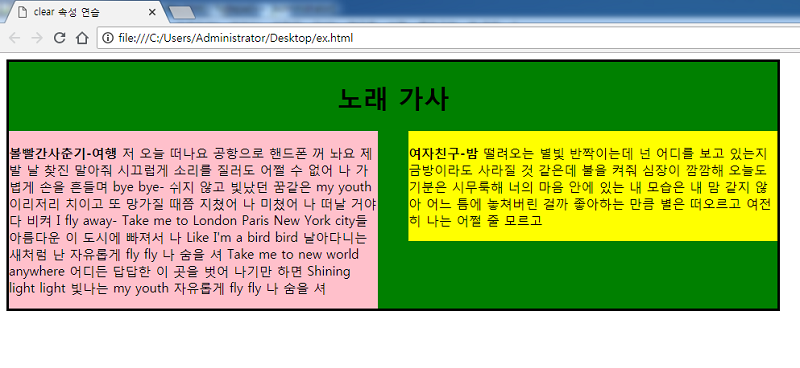 clear 속성 연습
file:///C:/Users/Administrator/Desktop/ex.html
노래 가사
볼빨간사춘기-여행 저 오늘 떠나요 공항으로 핸드폰 꺼 놔요 제
발 날 찾진 말아줘 시끄럽게 소리를 질러도 어쩔 수 없어 나 가
볍게 손을 흔들며 bye bye- 쉬지 않고 빛났던 꿈같은 my youth
이리저리 치이고 또 망가질 때쯤 지쳤어 나 미쳤어 나 떠날 거야
다 비켜 I fly away- Take me to London Paris New York city들
아름다운 이 도시에 빠져서 나 Like I'm a bird bird 날아다니는
새처럼 난 자유롭게 fly fly 나 숨을 셔 Take me to new world
anywhere 어디든 답답한 이 곳을 벗어 나기만 하면 Shining
light light 빛나는 my youth 자유롭게 fly fly 나 숨을 셔
여자친구-밤 떨려오는 별빛 반짝이는데 넌 어디를 보고 있는지
금방이라도 사라질 것 같은데 불을 켜줘 심장이 깜깜해 오늘도
기분은 시무룩해 너의 마음 안에 있는 내 모습은 내 맘 같지 않
아 어느 틈에 놓쳐버린 걸까 좋아하는 만큼 별은 떠오르고 여전
히 나는 어쩔 줄 모르고